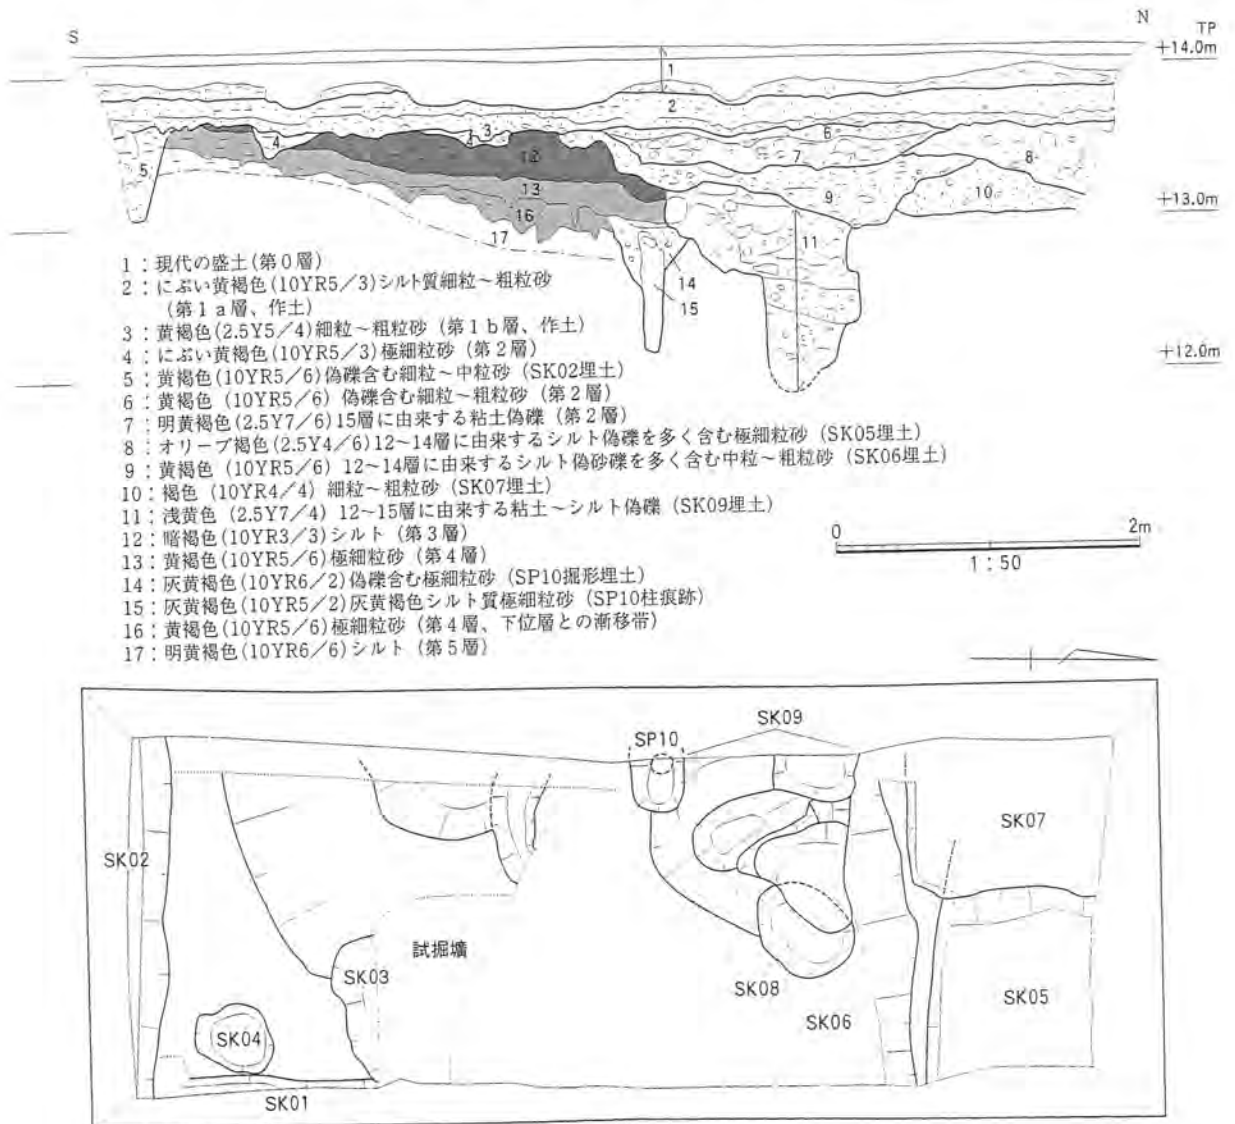 S
N
TP
+14.0m
1
2
3
4
4
5
6
7
8
12
13
9
10
+13.0m
16
17
11
14
15
+12.0m
1：現代の盛土(第0層)
2：にぶい黄褐色(10YR5／3)シルト質細粒～粗粒砂
(第1a層、作土)
3：黄褐色(2.5Y5／4)細粒～粗粒砂(第1b層、作土)
4：にぶい黄褐色(10YR5／3)極細粒砂(第2層)
5：黄褐色(10YR5／6)偽礫含む細粒～中粒砂(SK02埋土)
6：黄褐色(10YR5／6)偽礫含む細粒～粗粒砂(第2層)
7：明黄褐色(2.5Y7／6)15層に由来する粘土偽礫(第2層)
8：オリーブ褐色(2.5Y4／6)12～14層に由来するシルト偽礫を多く含む極細粒砂(SK05埋土)
9：黄褐色(10YR5／6)12～14層に由来するシルト偽砂礫を多く含む中粒～粗粒砂(SK06埋土)
10：褐色(10YR4／4)細粒～粗粒砂(SK07埋土)
11：浅黄色(2.5Y7／4)12～15層に由来する粘土～シルト偽礫(SK09埋土)
12：暗褐色(10YR3／3)シルト(第3層)
13：黄褐色(10YR5／6)極細粒砂(第4層)
14：灰黄褐色(10YR6／2)偽礫含む極細粒砂(SP10掘形埋土)
15：灰黄褐色(10YR5／2)灰黄褐色シルト質極細粒砂(SP10柱痕跡)
16：黄褐色(10YR5／6)極細粒砂(第4層、下位層との漸移帯)
17：明黄褐色(10YR6／6)シルト(第5層)
0
2m
1：50
SK09
SP10
SK07
SK02
試掘壙
SK03
SK08
SK06
SK05
SK04
SK01